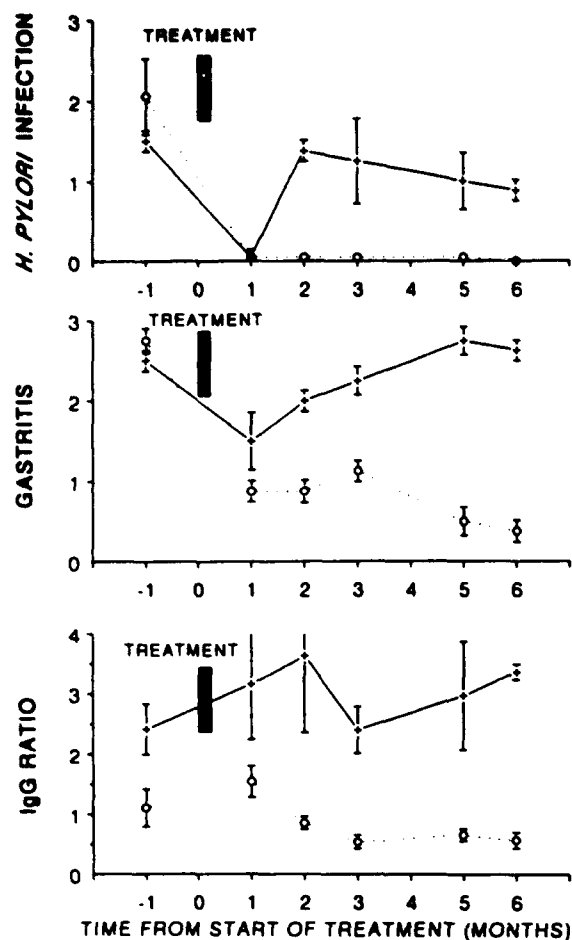 3
TREATMENT
2
H. PYLORI INFECTION
1
0
-1 0 1 2 3 4 5 6
TREATMENT
3
2
GASTRITIS
1
0
-1 0 1 2 3 4 5 6
4
TREATMENT
3
2
IgG RATIO
1
0
-1 0 1 2 3 4 5 6
TIME FROM START OF TREATMENT (MONTHS)